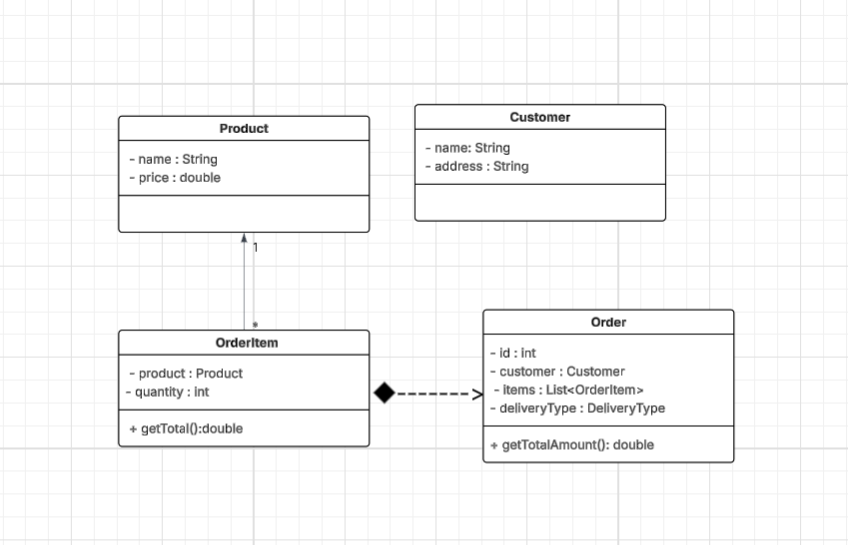 Product
- name : String
- price : double
Customer
- name: String
- address : String
1
*
OrderItem
- product : Product
- quantity : int
+ getTotal():double
Order
- id : int
- customer : Customer
- items : List<OrderItem>
- deliveryType : DeliveryType
+ getTotalAmount(): double